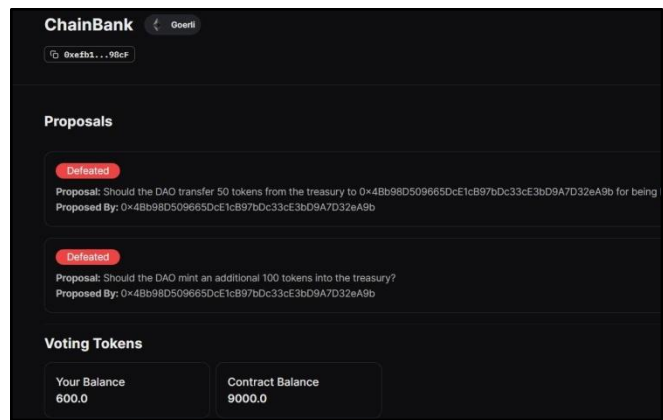 ChainBank Goerli
0xefb1...98cF
Proposals
Defeated
Proposal: Should the DAO transfer 50 tokens from the treasury to 0x4Bb98D509665DcE1cB97bDc33cE3bD9A7D32eA9b for being
Proposed By: 0x4Bb98D509665DcE1cB97bDc33cE3bD9A7D32eA9b
Defeated
Proposal: Should the DAO mint an additional 100 tokens into the treasury?
Proposed By: 0x4Bb98D509665DcE1cB97bDc33cE3bD9A7D32eA9b
Voting Tokens
Your Balance Contract Balance
600.0 9000.0